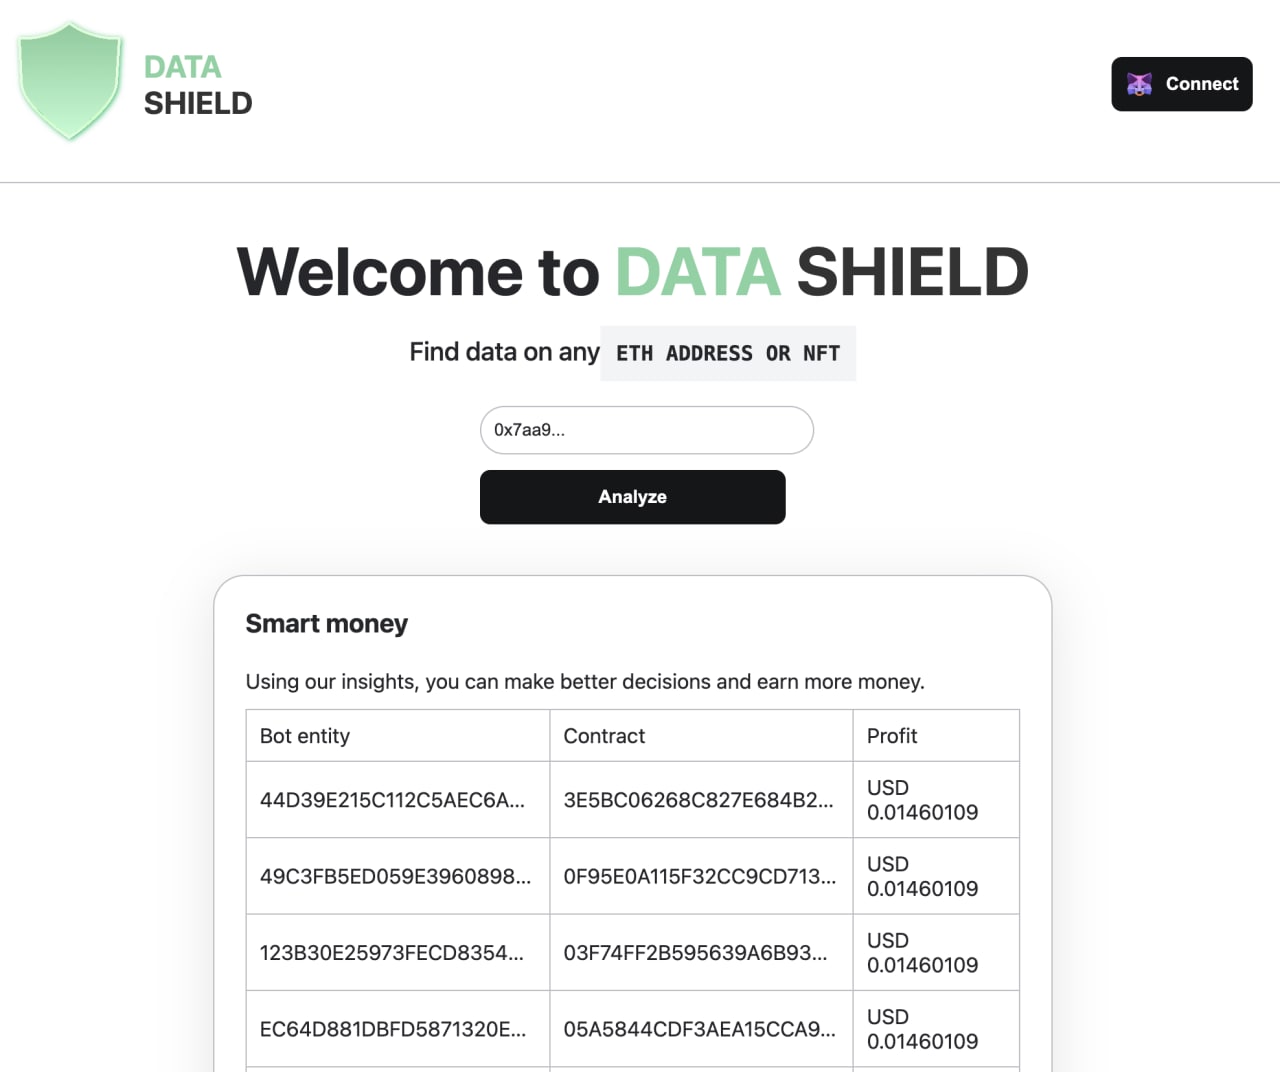 DATA
SHIELD
Connect
Welcome to DATA SHIELD
Find data on any ETH ADDRESS OR NFT
0x7aa9...
Analyze
Smart money
Using our insights, you can make better decisions and earn more money.
Bot entity Contract Profit
44D39E215C112C5AEC6A... 3E5BC06268C827E684B2... USD 0.01460109
49C3FB5ED059E3960898... 0F95E0A115F32CC9CD713... USD 0.01460109
123B30E25973FECD8354... 03F74FF2B595639A6B93... USD 0.01460109
EC64D881DBFD5871320E... 05A5844CDF3AEA15CCA9... USD 0.01460109